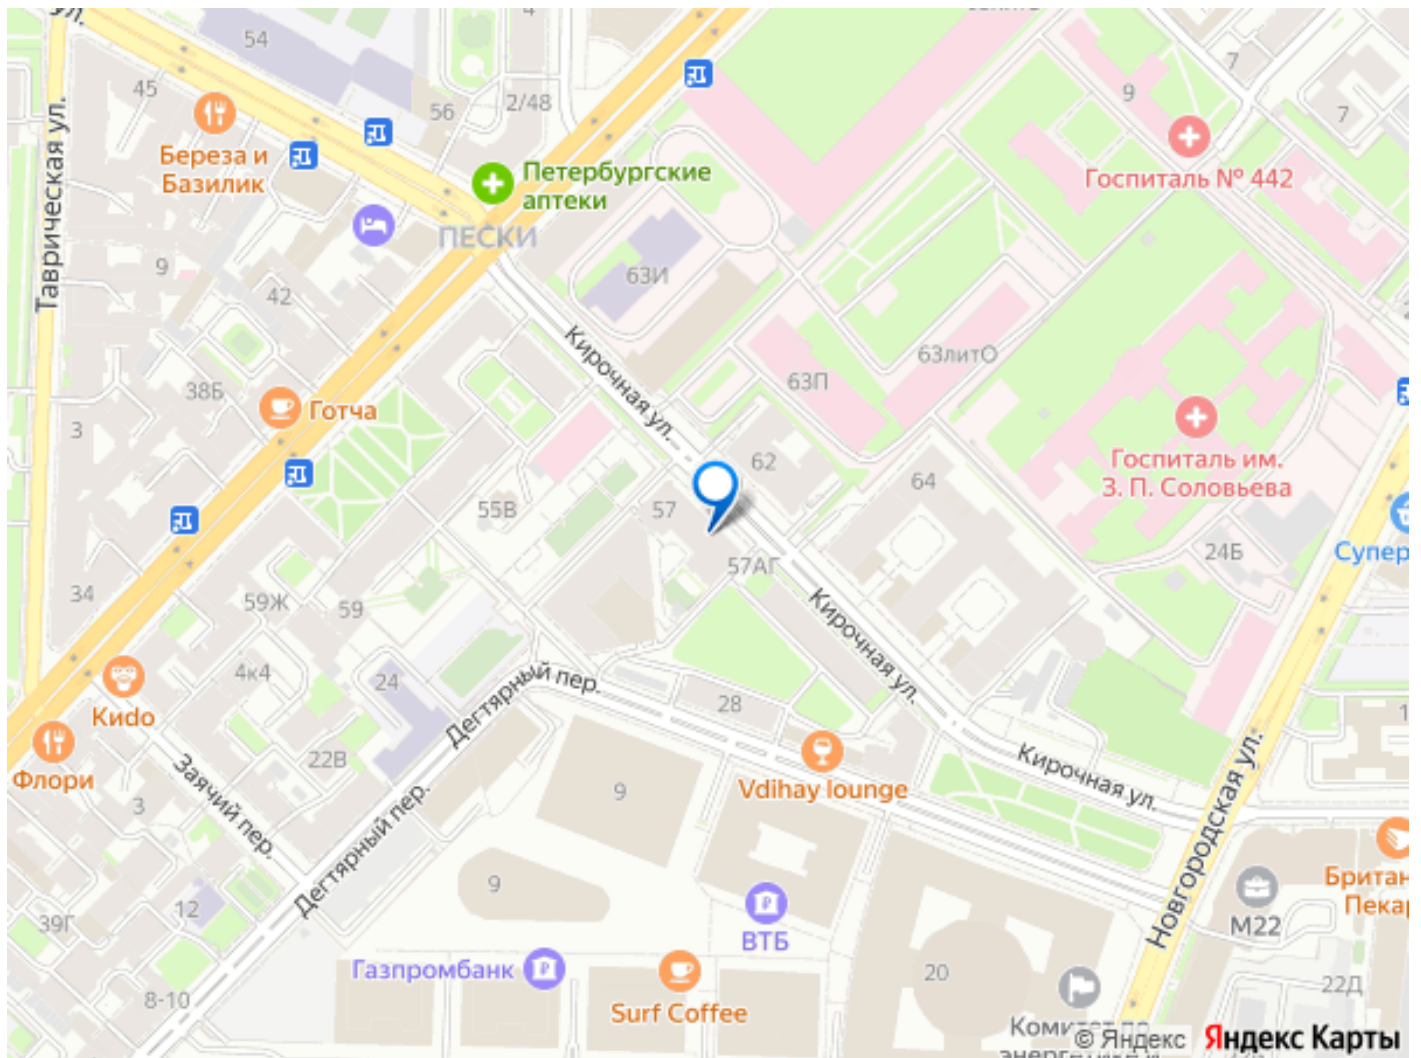 54
4
7
45
56
2/48
9
7
Таврическая ул.
Береза и
Базилик
Петербургские
аптеки
Госпиталь № 442
ПЕСКИ
9
63И
42
Кирочная ул.
63литО
63П
38Б
Готча
3
62
Госпиталь им.
З. П. Соловьева
64
55В
57
24Б
57АГ
34
59Ж
59
Кирочная ул.
4к4
24
Дегтярный пер.
28
Кido
Флори
22В
Заячий пер.
3
Дегтярный пер.
9
Vdihay lounge
Кирочная ул.
Новгородская ул.
9
12
39Г
ВТБ
М22
Газпромбанк
20
22Д
8-10
Surf Coffee
© Яндекс Яндекс Карты